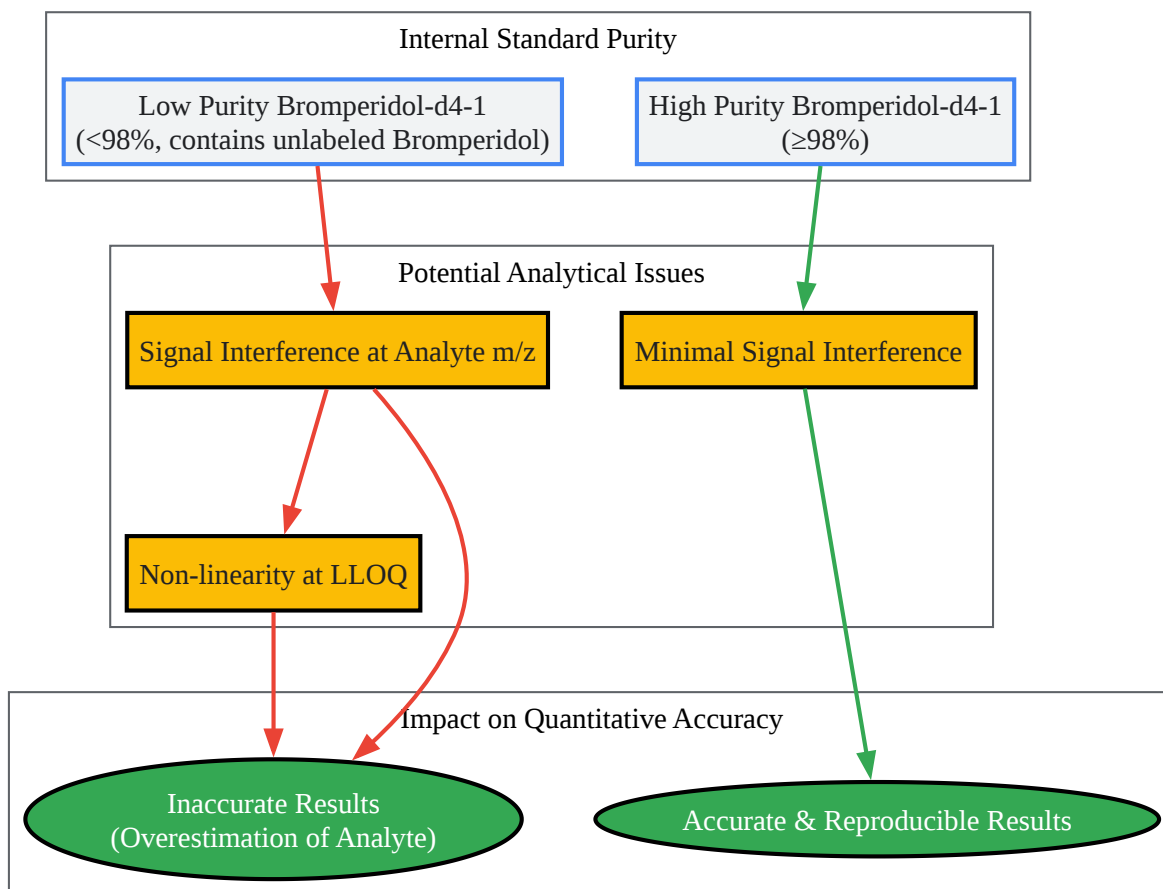 Internal Standard Purity
Low Purity Bromperidol-d4-1
(<98%, contains unlabeled Bromperidol)
High Purity Bromperidol-d4-1
(≥98%)
Potential Analytical Issues
Signal Interference at Analyte m/z
Minimal Signal Interference
Non-linearity at LLOQ
Impact on Quantitative Accuracy
Inaccurate Results
(Overestimation of Analyte)
Accurate & Reproducible Results